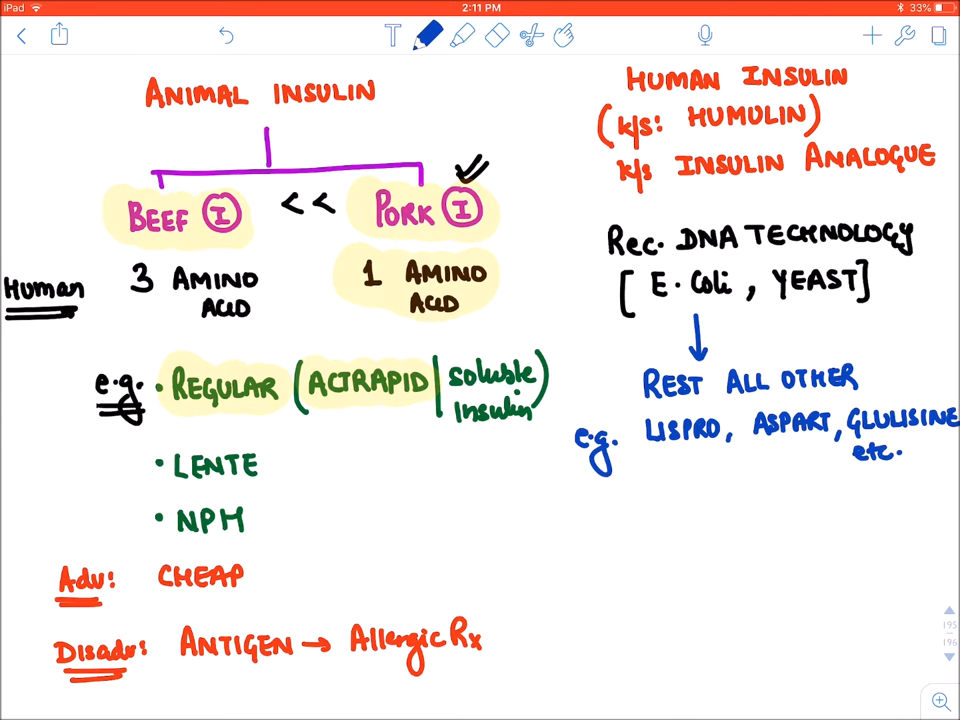 iPad
2:11 PM
33%
T
ANIMAL INSULIN
BEEF I << PORK I
Human
3 AMINO
ACID
1 AMINO
ACID
e.g. • REGULAR (ACTRAPID | soluble
insulin)
• LENTE
• NPH
Adv: CHEAP
Disadv: ANTIGEN → Allergic Rx
HUMAN INSULIN
(k/s: HUMULIN)
k/s INSULIN ANALOGUE
Rec. DNA TECHNOLOGY
[ E. Coli, YEAST]
REST ALL OTHER
e.g. LISPRO, ASPART, GLULISINE
etc.
195
196